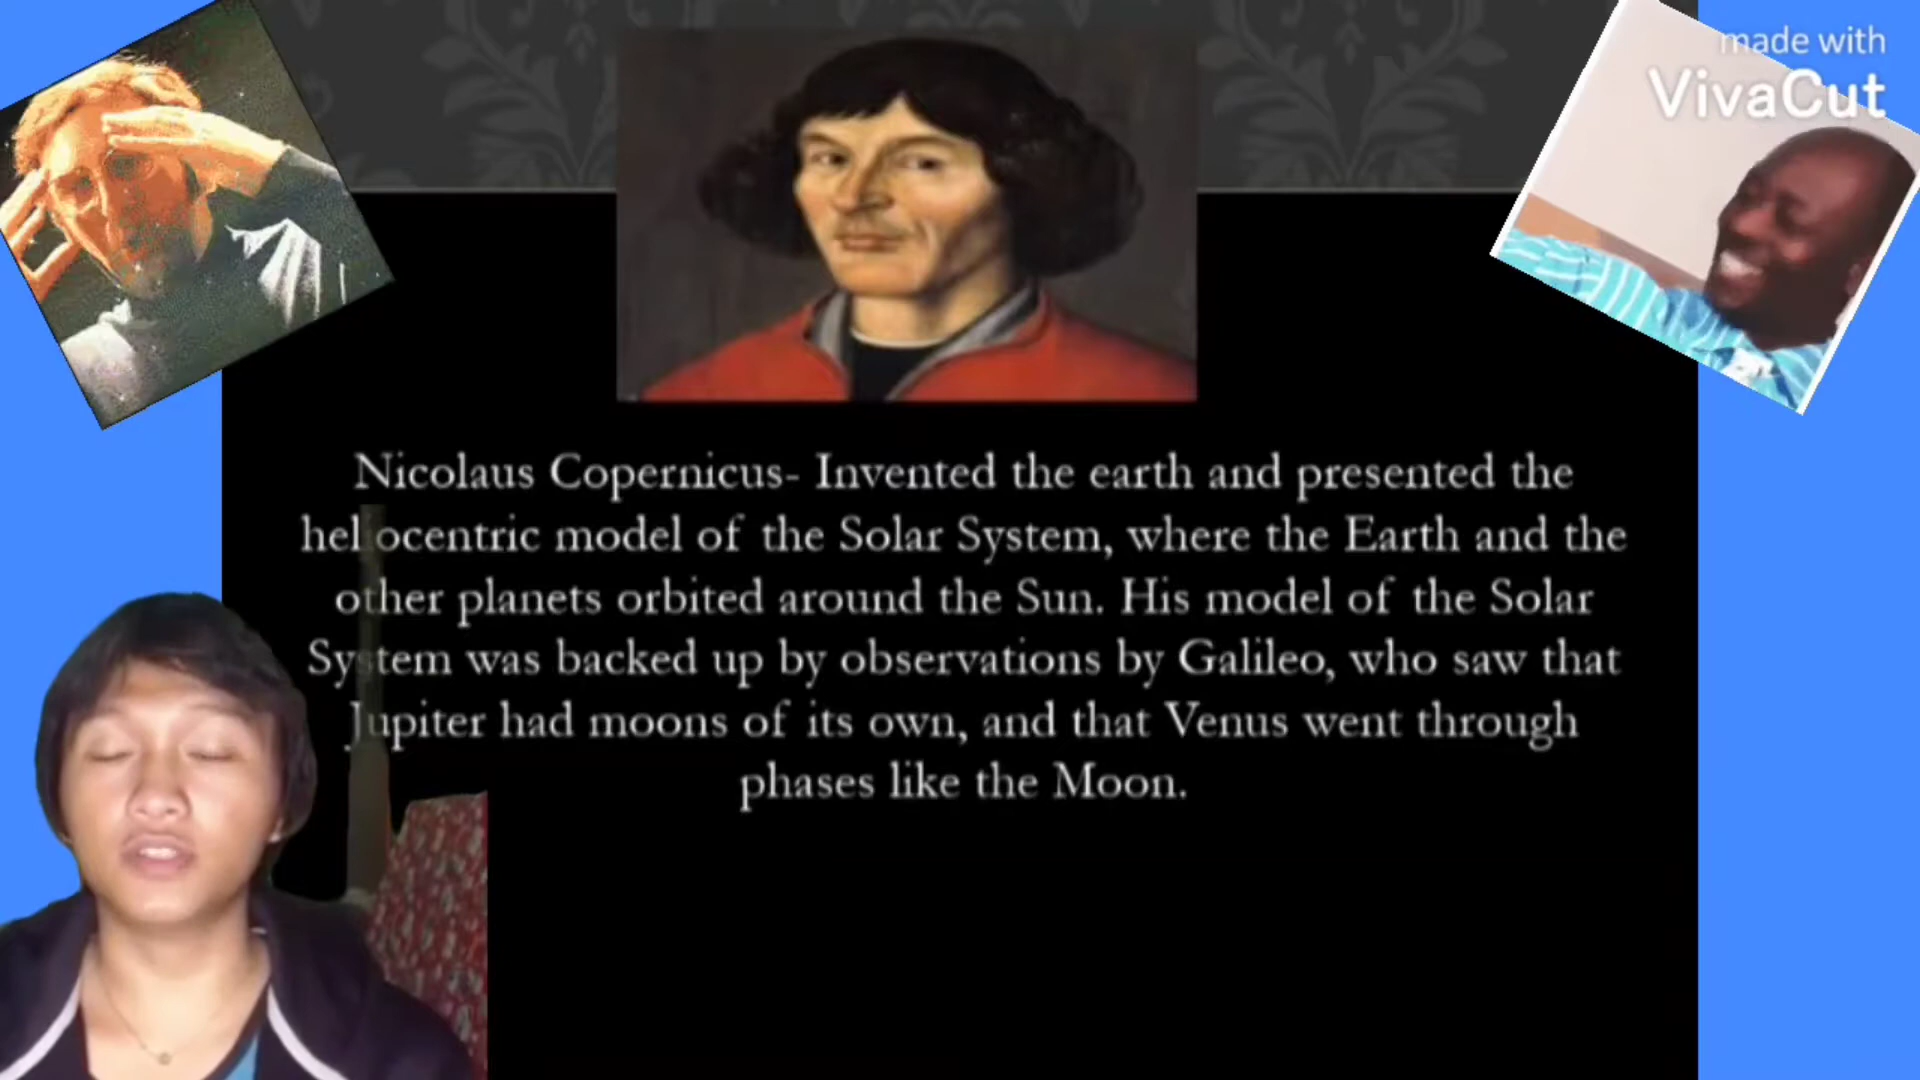 made with
VivaCut
Nicolaus Copernicus- Invented the earth and presented the
heliocentric model of the Solar System, where the Earth and the
other planets orbited around the Sun. His model of the Solar
System was backed up by observations by Galileo, who saw that
Jupiter had moons of its own, and that Venus went through
phases like the Moon.